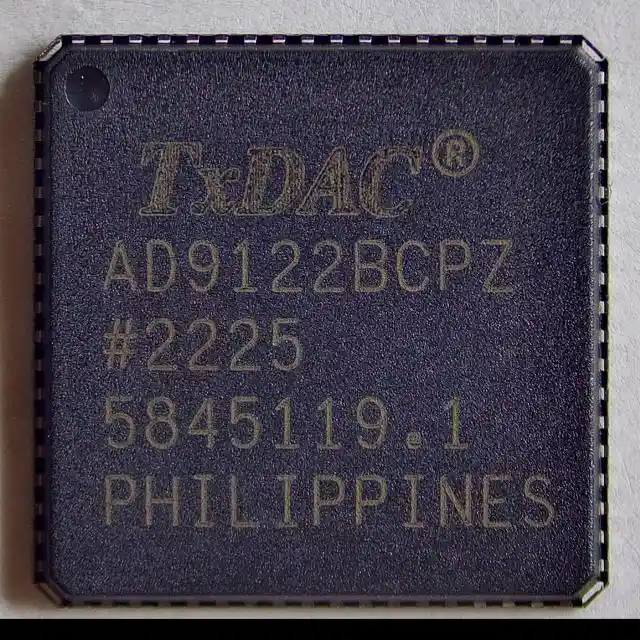 TxDAC®
AD9122BCPZ
#2225
5845119.1
PHILIPPINES